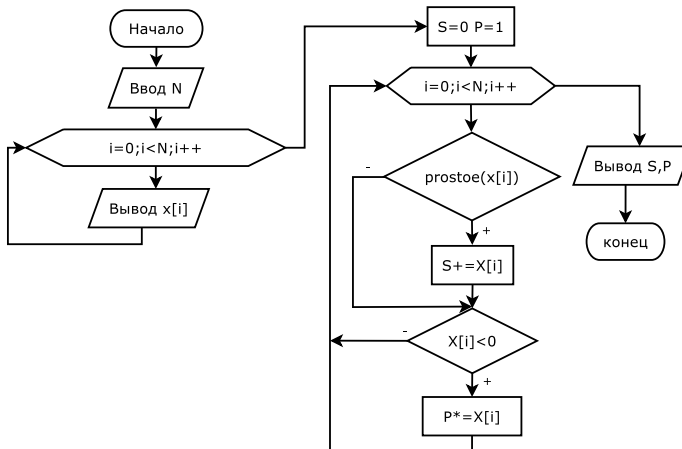 Начало
Ввод N
i=0;i<N;i++
Вывод x[i]
S=0 P=1
i=0;i<N;i++
prostoe(x[i])
-
+
S+=X[i]
X[i]<0
-
+
P*=X[i]
Вывод S,P
конец